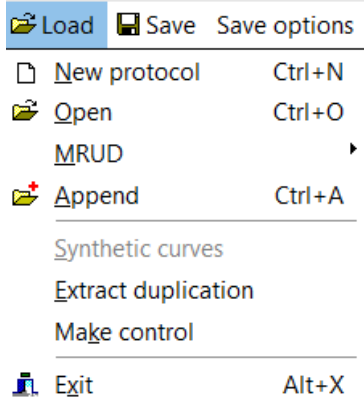 Load Save Save options
New protocol Ctrl+N
Open Ctrl+O
MRUD
Append Ctrl+A
Synthetic curves
Extract duplication
Make control
Exit Alt+X